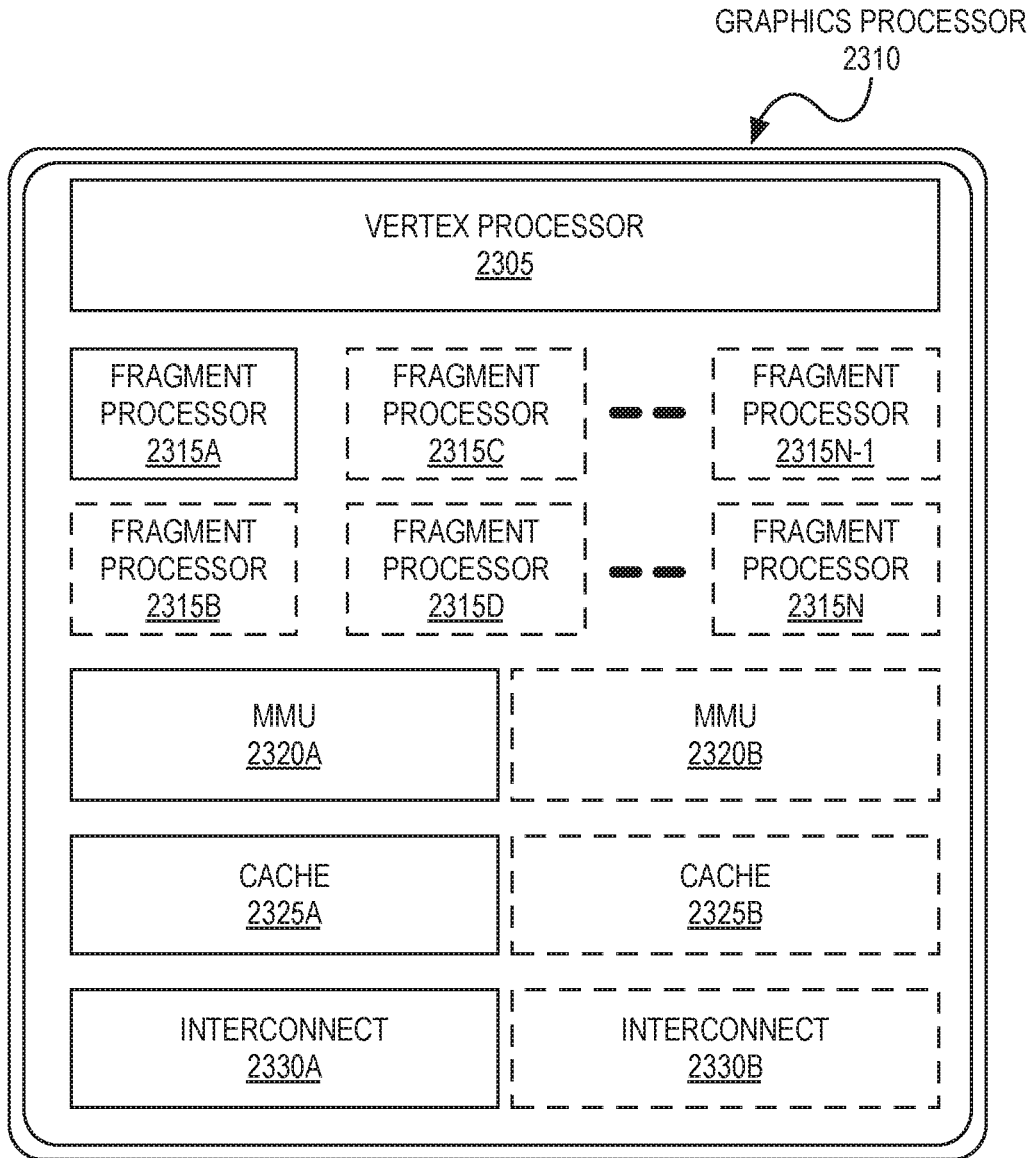 GRAPHICS PROCESSOR
2310
VERTEX PROCESSOR
2305
FRAGMENT
PROCESSOR
2315A
FRAGMENT
PROCESSOR
2315C
FRAGMENT
PROCESSOR
2315N-1
FRAGMENT
PROCESSOR
2315B
FRAGMENT
PROCESSOR
2315D
FRAGMENT
PROCESSOR
2315N
MMU
2320A
MMU
2320B
CACHE
2325A
CACHE
2325B
INTERCONNECT
2330A
INTERCONNECT
2330B